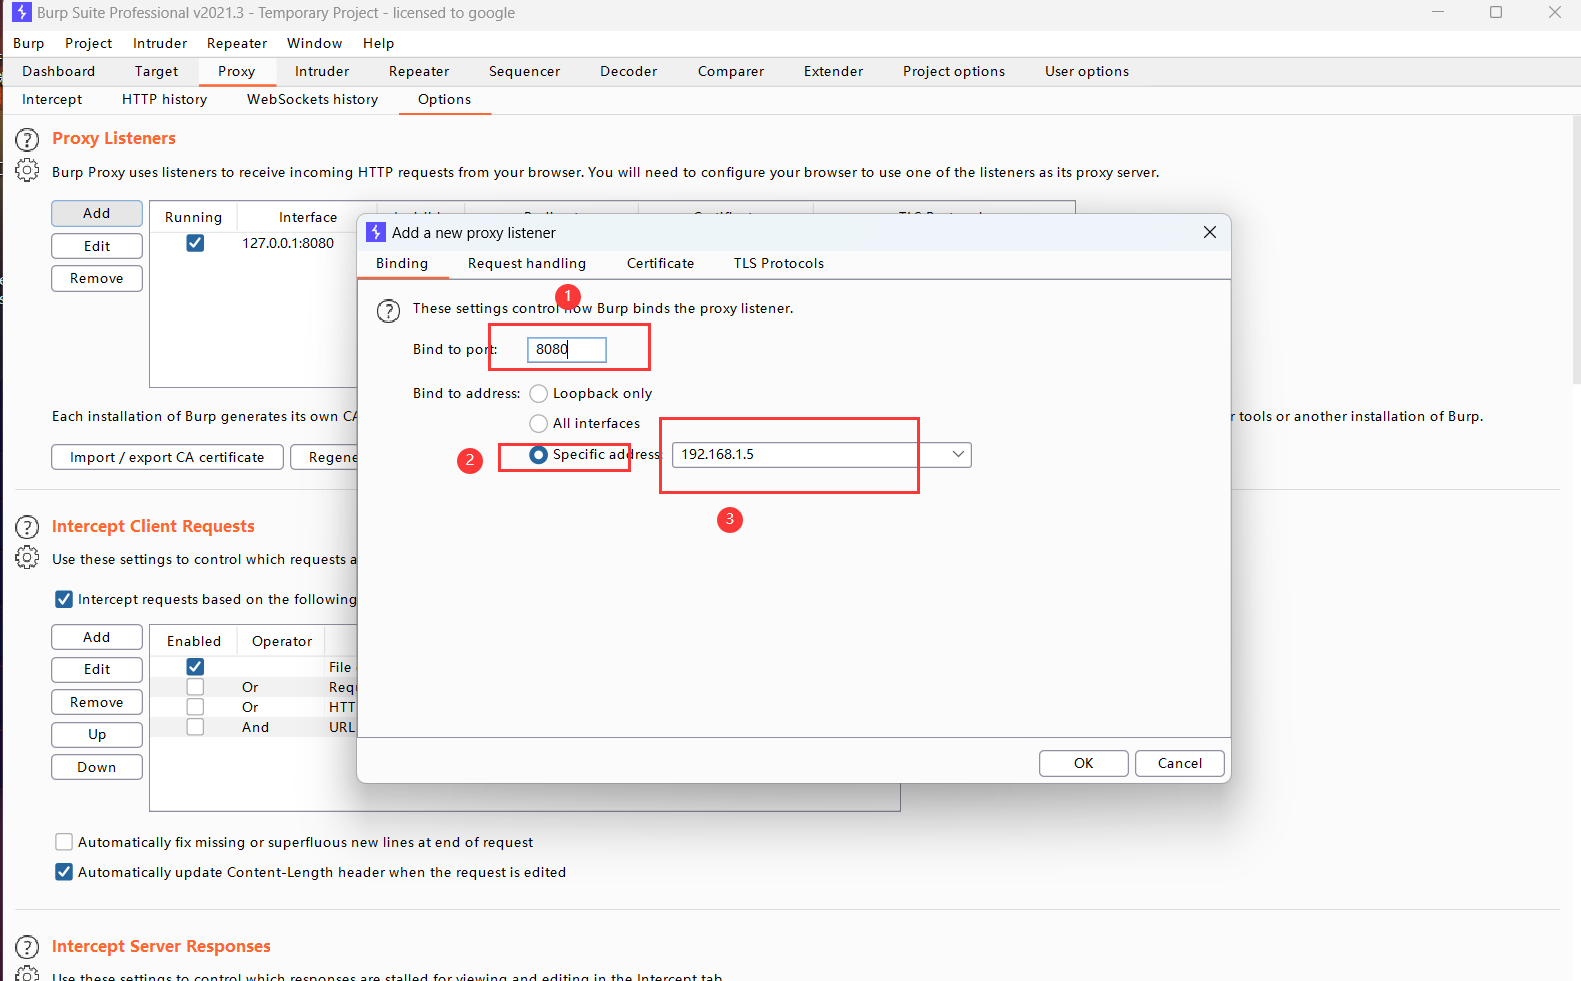 Burp Suite Professional v2021.3 - Temporary Project - licensed to google
Burp Project Intruder Repeater Window Help
Dashboard Target Proxy Intruder Repeater Sequencer Decoder Comparer Extender Project options User options
Intercept HTTP history WebSockets history Options
? Proxy Listeners
Burp Proxy uses listeners to receive incoming HTTP requests from your browser. You will need to configure your browser to use one of the listeners as its proxy server.
Add
Edit
Remove
Running Interface
127.0.0.1:8080
Each installation of Burp generates its own CA
tools or another installation of Burp.
Import / export CA certificate
Regene
Add a new proxy listener
Binding Request handling Certificate TLS Protocols
1
? These settings control how Burp binds the proxy listener.
Bind to port: 8080
Bind to address: Loopback only
All interfaces
2 Specific address: 192.168.1.5
3
OK Cancel
? Intercept Client Requests
Use these settings to control which requests a
Intercept requests based on the following
Add
Edit
Remove
Up
Down
Enabled Operator
File
Or Requ
Or HTT
And URL
Automatically fix missing or superfluous new lines at end of request
Automatically update Content-Length header when the request is edited
? Intercept Server Responses
Use these settings to control which responses are stalled for viewing and editing in the Intercept tab